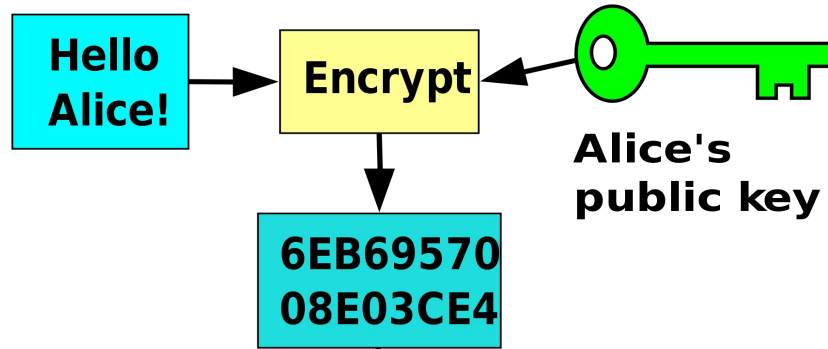 Hello
Alice!
Encrypt
Alice's
public key
6EB69570
08E03CE4